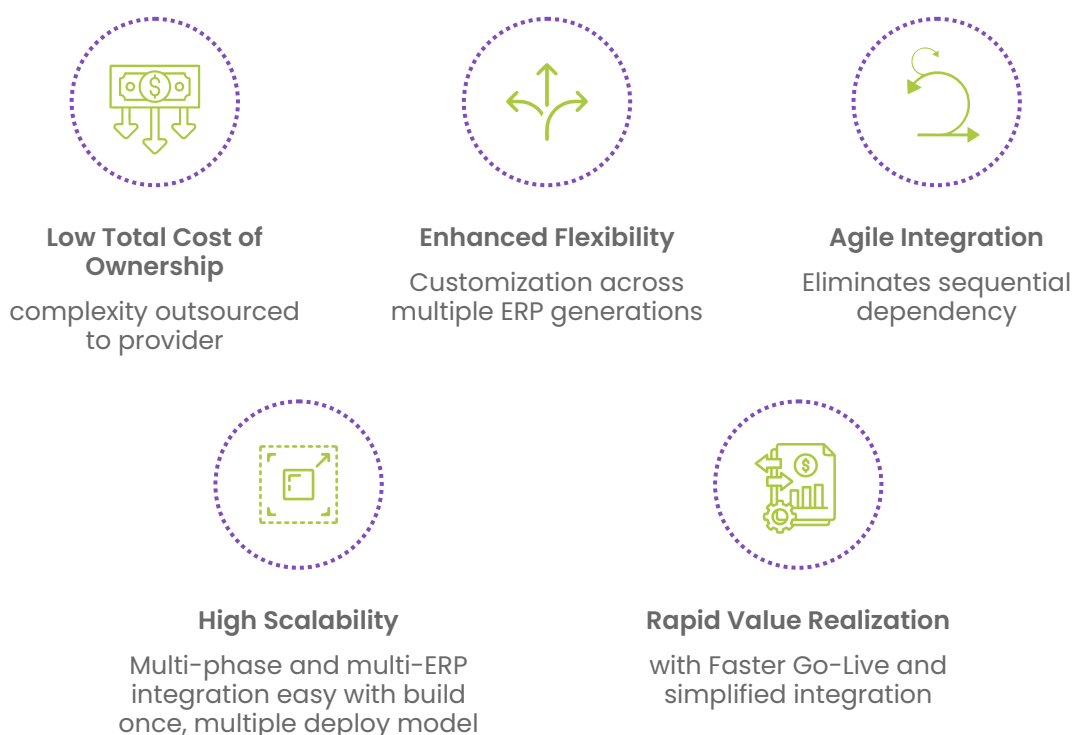 Low Total Cost of
Ownership
complexity outsourced
to provider
Enhanced Flexibility
Customization across
multiple ERP generations
Agile Integration
Eliminates sequential
dependency
High Scalability
Multi-phase and multi-ERP
integration easy with build
once, multiple deploy model
Rapid Value Realization
with Faster Go-Live and
simplified integration